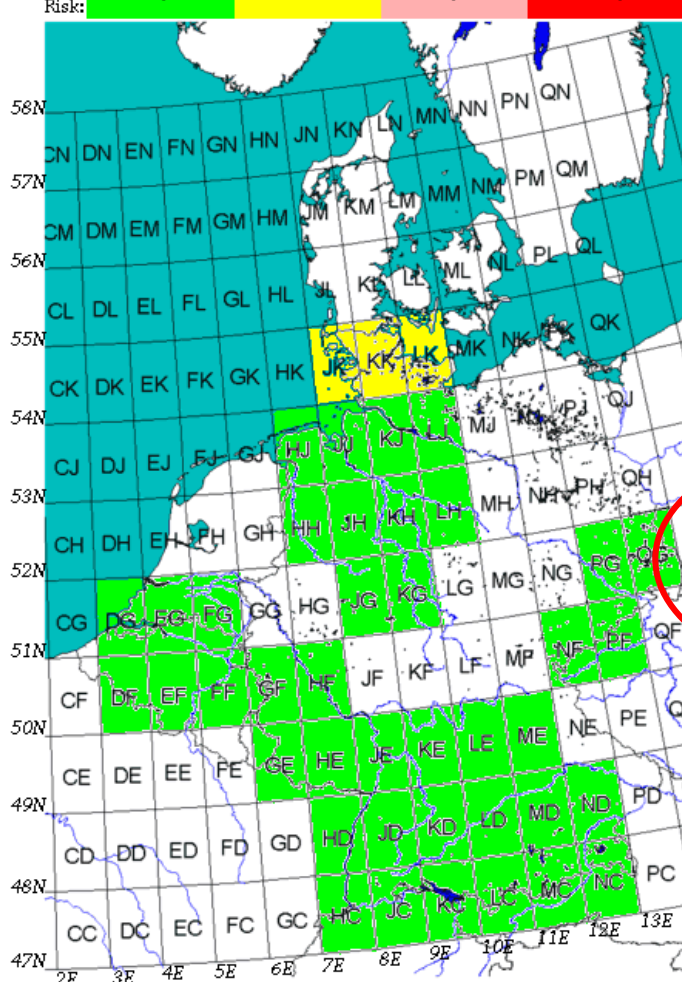 Risk:
58N
CN DN EN FN GN HN JN KN LN MN NN PN QN
57N
CM DM EM FM GM HM JM KM LM MM NM PM QM
56N
CL DL EL FL GL HL JL KL LL ML NL PL QL
55N
CK DK EK FK GK HK JK KK LK MK NK PK QK
54N
CJ DJ EJ FJ GJ HJ JJ KJ LJ MJ NJ PJ QJ
53N
CH DH EH FH GH HH JH KH LH MH NH PH QH
52N
CG DG EG FG GG HG JG KG LG MG NG PG QG
51N
CF DF EF FF GF HF JF KF LF MF NF PF QF
50N
CE DE EE FE GE HE JE KE LE ME NE PE Q
49N
CD DD ED FD GD HD JD KD LD MD ND PD
48N
CC DC EC FC GC HC JC KC LC MC NC PC
47N
2E 3E 4E 5E 6E 7E 8E 9E 10E 11E 12E 13E